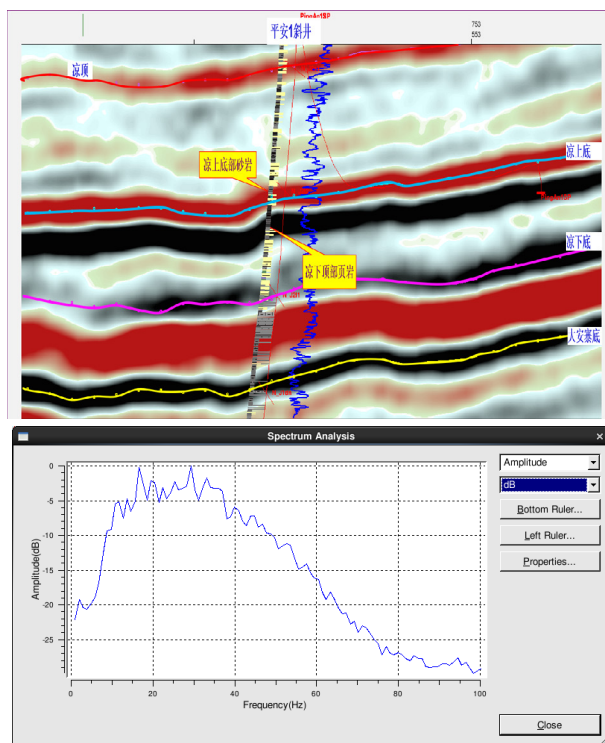 PingAn1SP
平安1斜井
750
553
凉顶
凉上底部砂岩
凉上底
凉下底
凉下顶部页岩
大安寨底
Spectrum Analysis
Amplitude
dB
Bottom Ruler...
Left Ruler...
Properties...
Close
Amplitude(dB)
0
-5
-10
-15
-20
-25
0
20
40
60
80
100
Frequency(Hz)